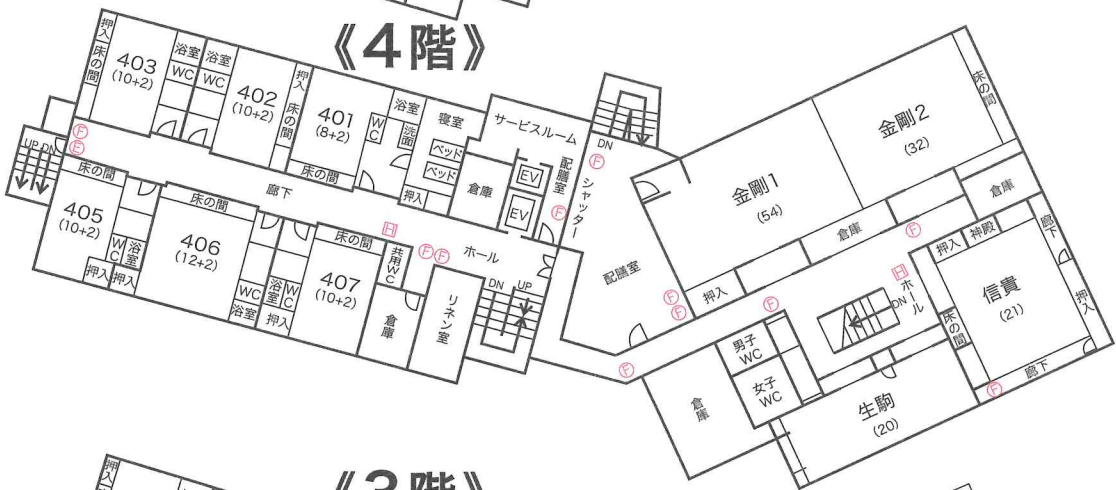 《4階》
押入
床の間
403
(10+2)
浴室
WC
浴室
WC
402
(10+2)
押入
床の間
401
(8+2)
床の間
WC
浴室
洗面
寝室
ベッド
ベッド
押入
サービスルーム
倉庫
EV
EV
配膳室
DN
F
シャッター
F
配膳室
F
F
UP DN
F
E
廊下
H
F
F
ホール
床の間
405
(10+2)
WC
浴室
押入
押入
床の間
406
(12+2)
WC
浴室
浴室
WC
押入
床の間
407
(10+2)
共用WC
倉庫
リネン室
DN
UP
F
金剛1
(54)
金剛2
(32)
床の間
押入
倉庫
倉庫
F
F
H
ホール
DN
押入
神殿
信貴
(21)
床の間
廊下
押入
廊下
F
男子
WC
女子
WC
倉庫
生駒
(20)
押入
《3階》